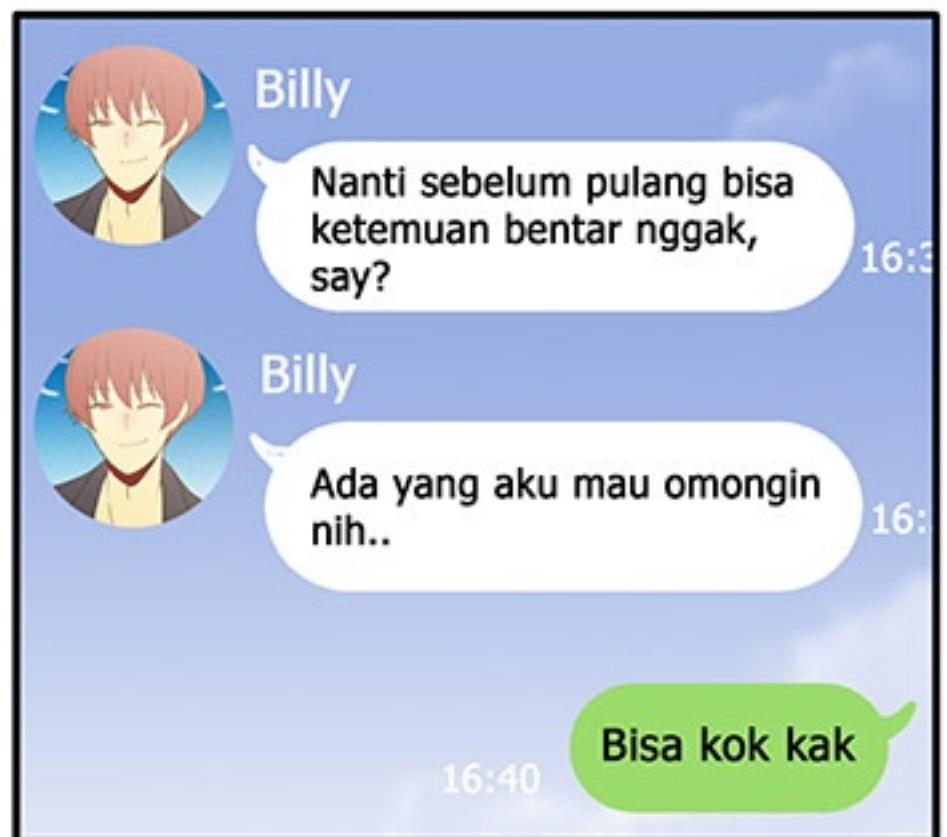 Billy
Nanti sebelum pulang bisa
ketemuan bentar nggak,
say?
Billy
Ada yang aku mau omongin
nih..
Bisa kok kak
16:40